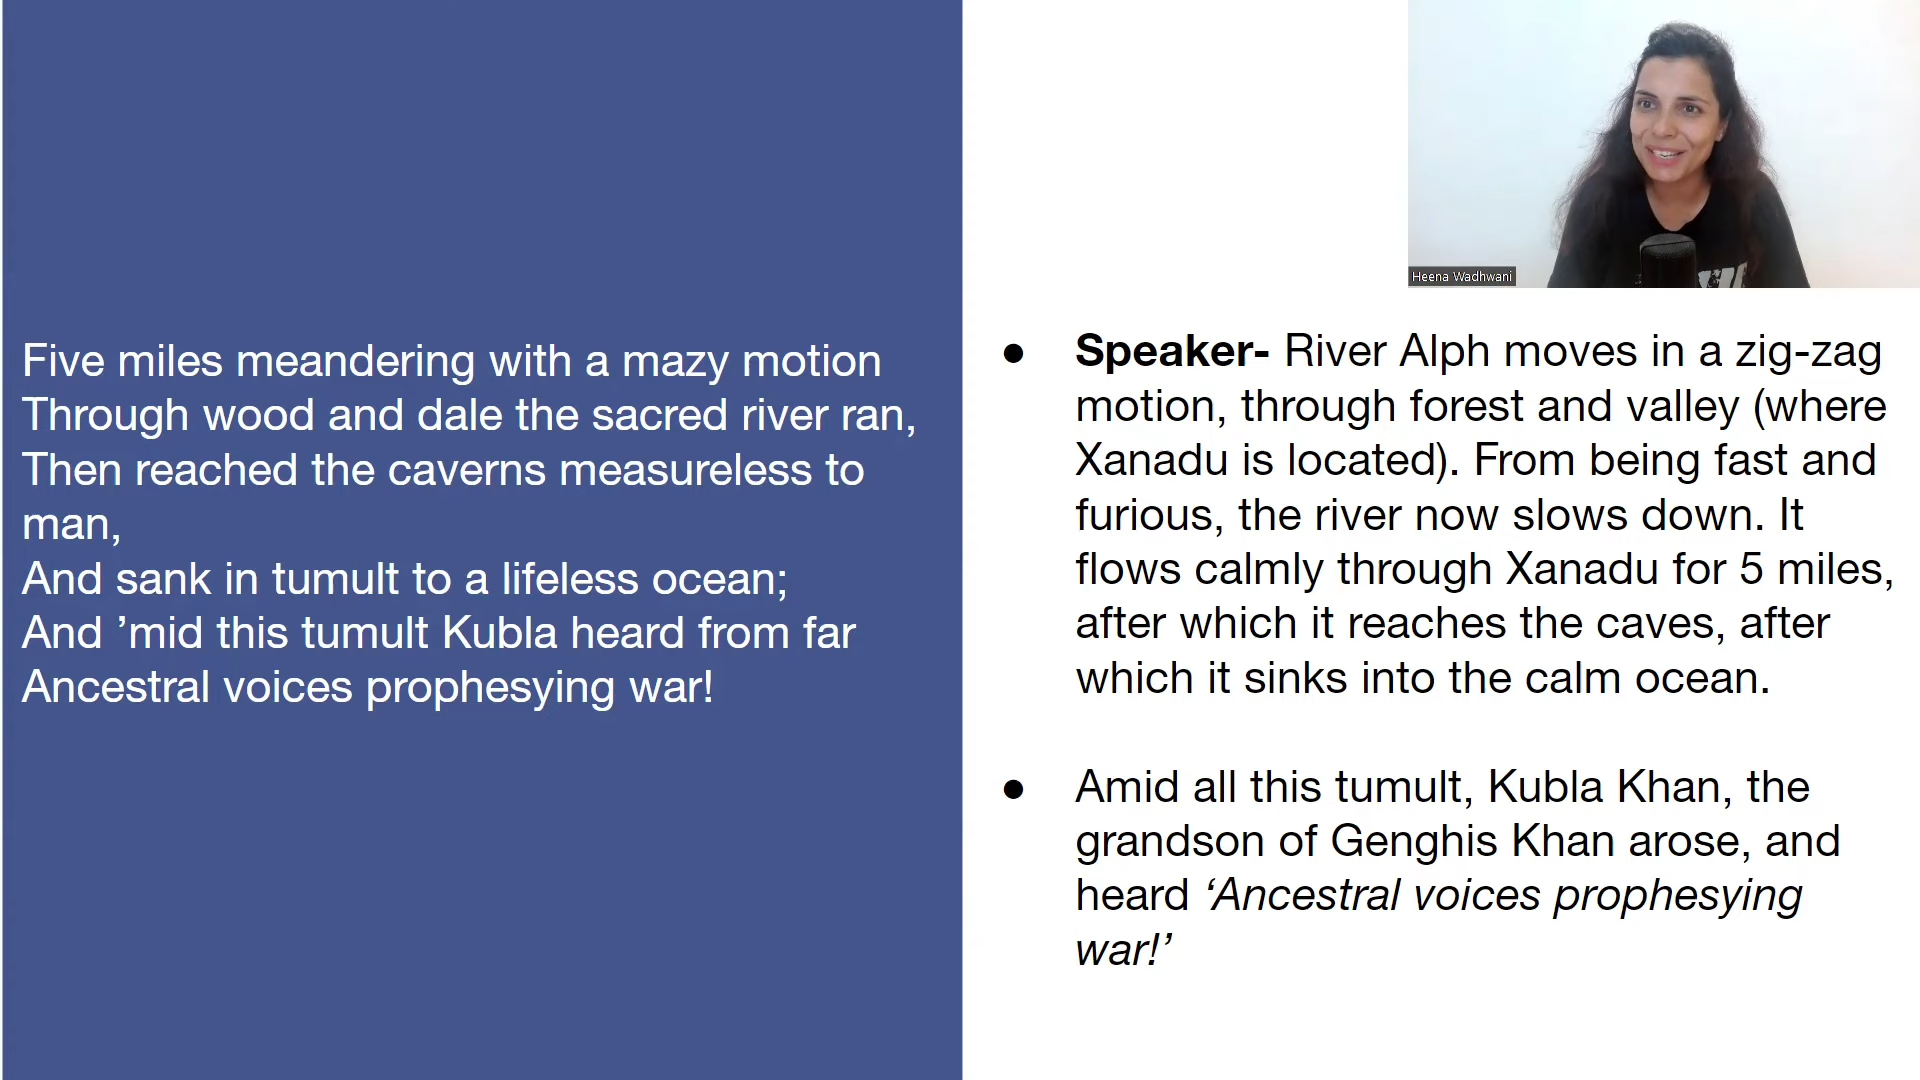 Five miles meandering with a mazy motion
Through wood and dale the sacred river ran,
Then reached the caverns measureless to
man,
And sank in tumult to a lifeless ocean;
And ’mid this tumult Kubla heard from far
Ancestral voices prophesying war!
Heena Wadhwani
● Speaker- River Alph moves in a zig-zag
motion, through forest and valley (where
Xanadu is located). From being fast and
furious, the river now slows down. It
flows calmly through Xanadu for 5 miles,
after which it reaches the caves, after
which it sinks into the calm ocean.
● Amid all this tumult, Kubla Khan, the
grandson of Genghis Khan arose, and
heard ‘Ancestral voices prophesying
war!’